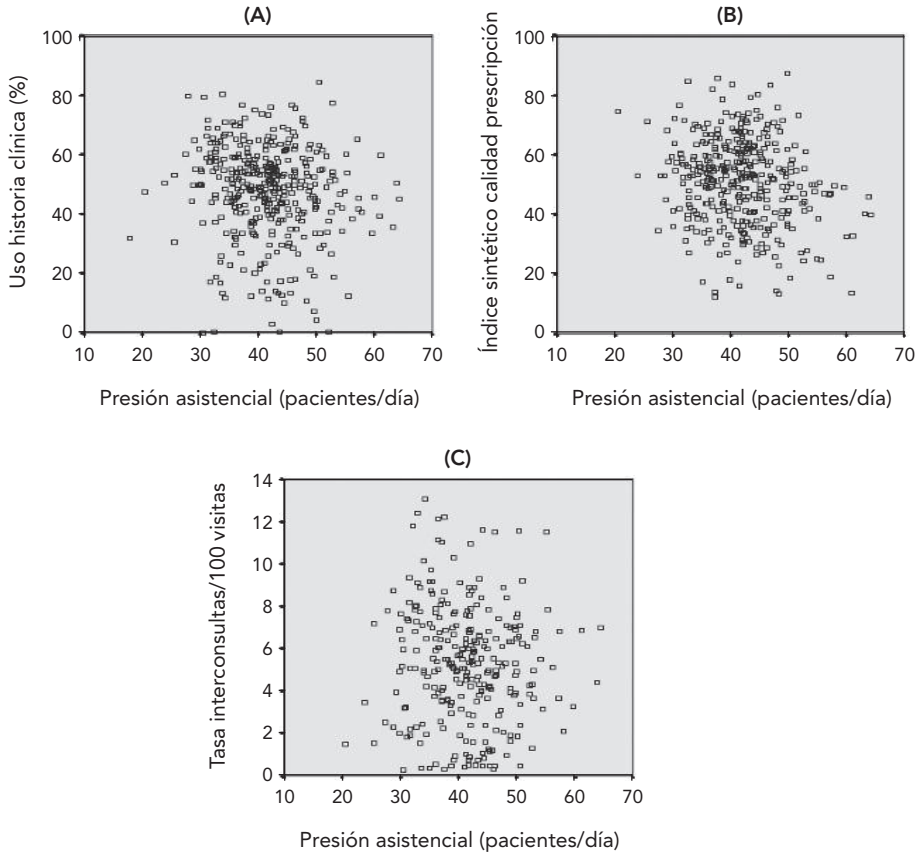 (A)
Uso historia clínica (%)
100
80
60
40
20
0
10 20 30 40 50 60 70
Presión asistencial (pacientes/día)
(B)
Índice sintético calidad prescripción
100
80
60
40
20
0
10 20 30 40 50 60 70
Presión asistencial (pacientes/día)
(C)
Tasa interconsultas/100 visitas
14
12
10
8
6
4
2
0
10 20 30 40 50 60 70
Presión asistencial (pacientes/día)